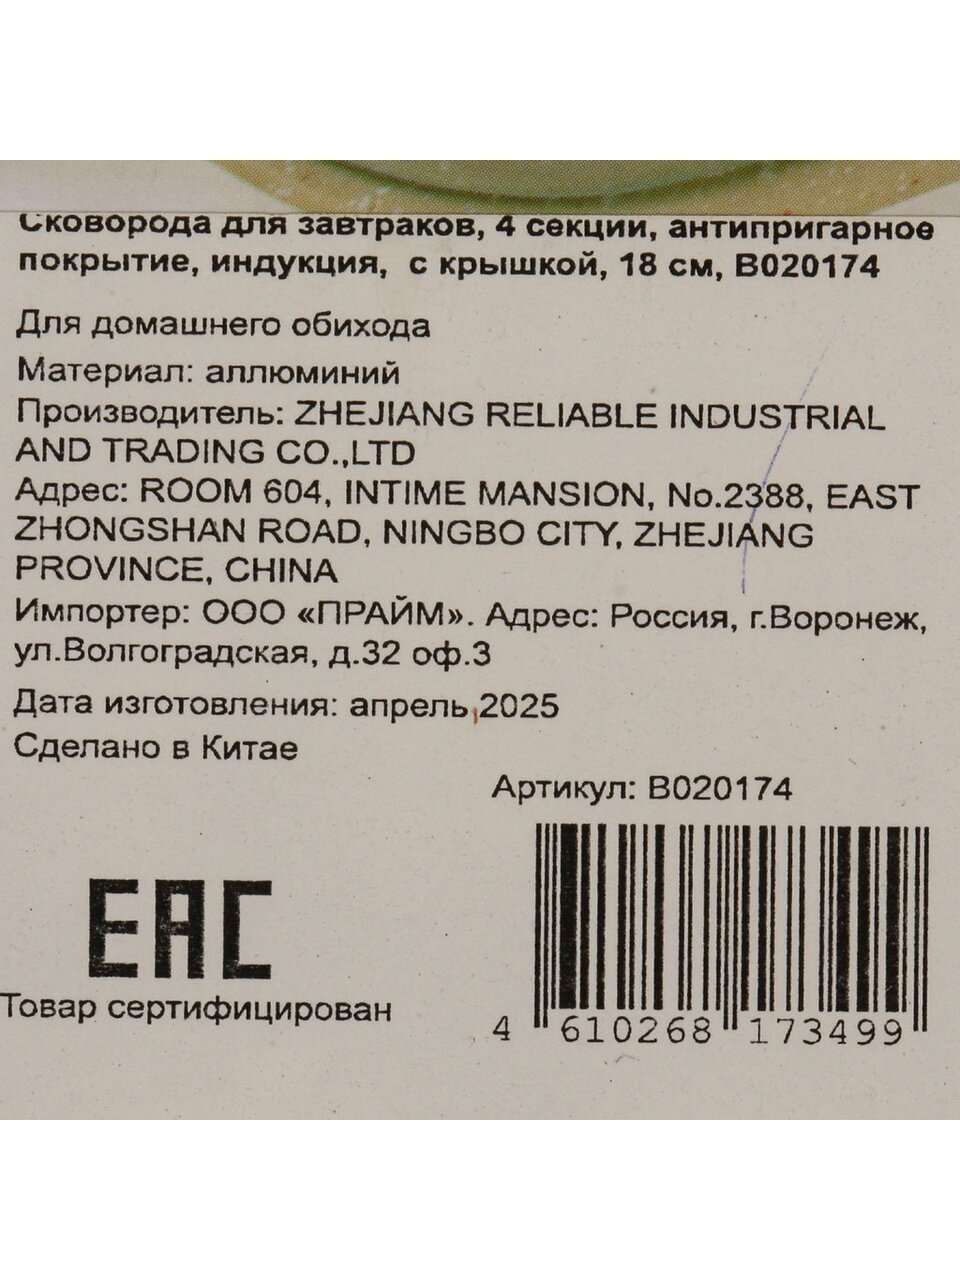 Сковорода для завтраков, 4 секции, антипригарное
покрытие, индукция, с крышкой, 18 см, В020174
Для домашнего обихода
Материал: аллюминий
Производитель: ZHEJIANG RELIABLE INDUSTRIAL
AND TRADING CO.,LTD
Адрес: ROOM 604, INTIME MANSION, No.2388, EAST
ZHONGSHAN ROAD, NINGBO CITY, ZHEJIANG
PROVINCE, CHINA
Импортер: ООО «ПРАЙМ». Адрес: Россия, г.Воронеж,
ул.Волгоградская, д.32 оф.3
Дата изготовления: апрель,2025
Сделано в Китае
Артикул: В020174
EAC
Товар сертифицирован
4 610268 173499